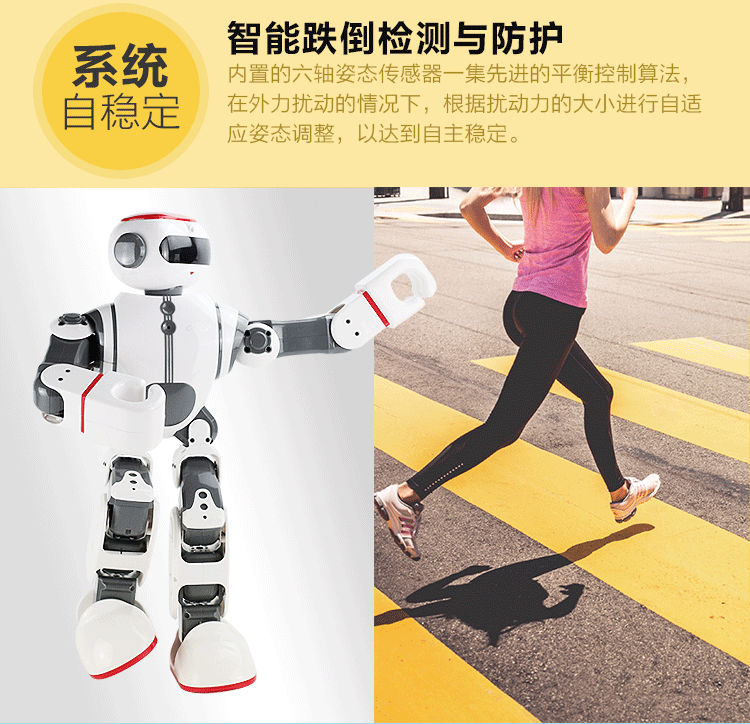 系统
自稳定
智能跌倒检测与防护
内置的六轴姿态传感器一集先进的平衡控制算法，
在外力扰动的情况下，根据扰动力的大小进行自适
应姿态调整，以达到自主稳定。